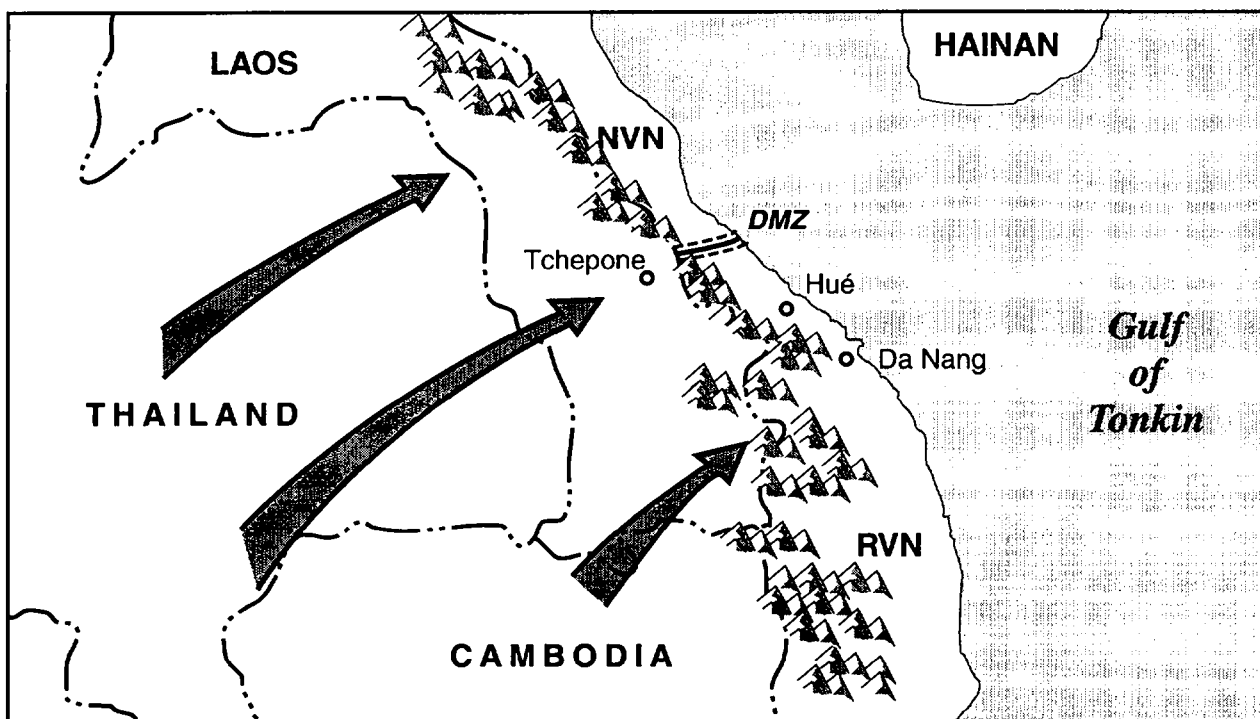 LAOS
HAINAN
NVN
DMZ
Tchepone
Hué
Da Nang
Gulf
of
Tonkin
THAILAND
RVN
CAMBODIA